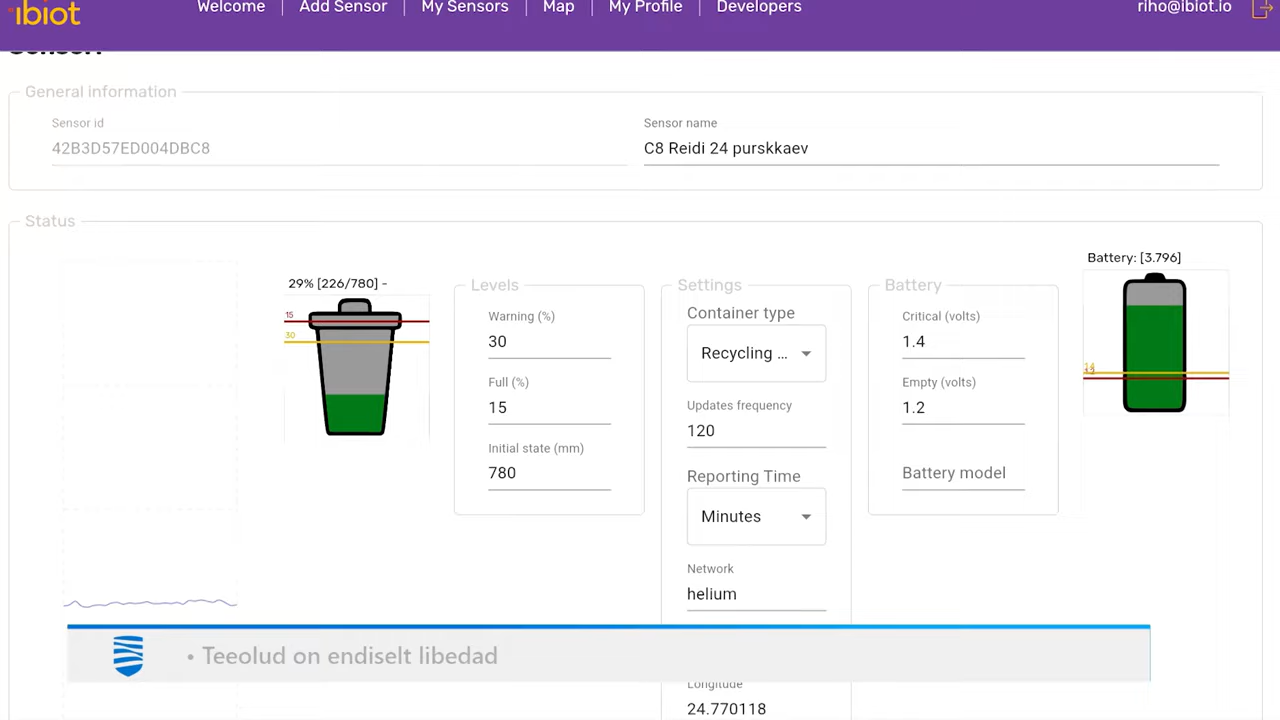 ibiot
Welcome
Add Sensor
My Sensors
Map
My Profile
Developers
riho@ibiot.io
General information
Sensor id
42B3D57ED004DBC8
Sensor name
C8 Reidi 24 purskkaev
Status
29% [226/780] -
15
30
Levels
Warning (%)
30
Full (%)
15
Initial state (mm)
780
Settings
Container type
Recycling ...
Updates frequency
120
Reporting Time
Minutes
Network
helium
Longitude
24.770118
Battery
Critical (volts)
1.4
Empty (volts)
1.2
Battery model
Battery: [3.796]
• Teeolud on endiselt libedad